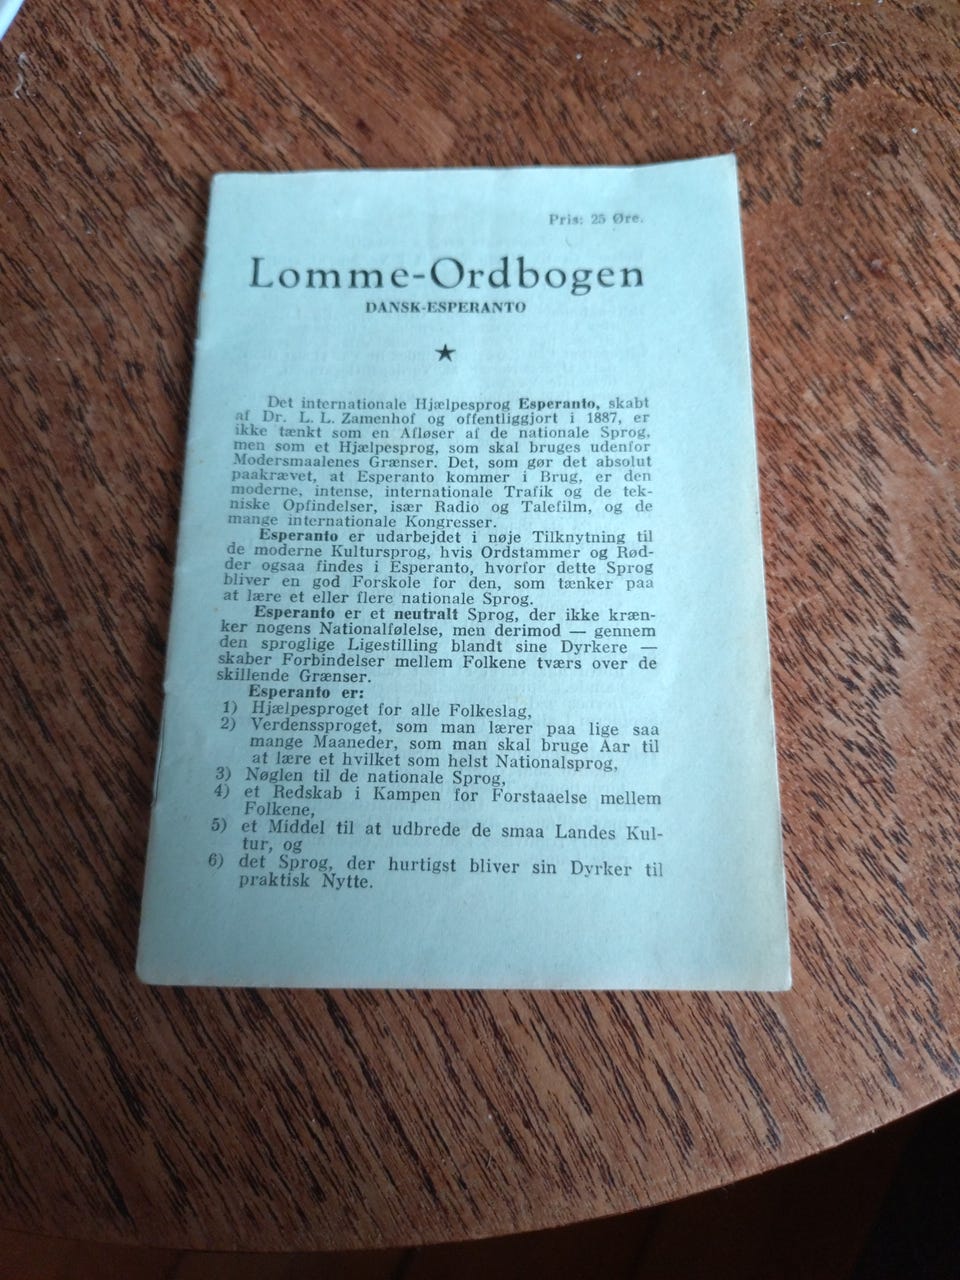 Pris: 25 Øre.
Lomme-Ordbogen
DANSK-ESPERANTO
★
Det internationale Hjælpesprog Esperanto, skabt
af Dr. L. L. Zamenhof og offentliggjort i 1887, er
ikke tænkt som en Afløser af de nationale Sprog,
men som et Hjælpesprog, som skal bruges udenfor
Modersmaalenes Grænser. Det, som gør det absolut
paakrævet, at Esperanto kommer i Brug, er den
moderne, intense, internationale Trafik og de tek-
niske Opfindelser, især Radio og Talefilm, og de
mange internationale Kongresser.
Esperanto er udarbejdet i nøje Tilknytning til
de moderne Kultursprog, hvis Ordstammer og Rød-
der ogsaa findes i Esperanto, hvorfor dette Sprog
bliver en god Forskole for den, som tænker paa
at lære et eller flere nationale Sprog.
Esperanto er et neutralt Sprog, der ikke kræn-
ker nogens Nationalfølelse, men derimod — gennem
den sproglige Ligestilling blandt sine Dyrkere —
skaber Forbindelser mellem Folkene tværs over de
skillende Grænser.
Esperanto er:
1) Hjælpesproget for alle Folkeslag,
2) Verdenssproget, som man lærer paa lige saa
mange Maaneder, som man skal bruge Aar til
at lære et hvilket som helst Nationalsprog,
3) Nøglen til de nationale Sprog,
4) et Redskab i Kampen for Forstaaelse mellem
Folkene,
5) et Middel til at udbrede de smaa Landes Kul-
tur, og
6) det Sprog, der hurtigst bliver sin Dyrker til
praktisk Nytte.